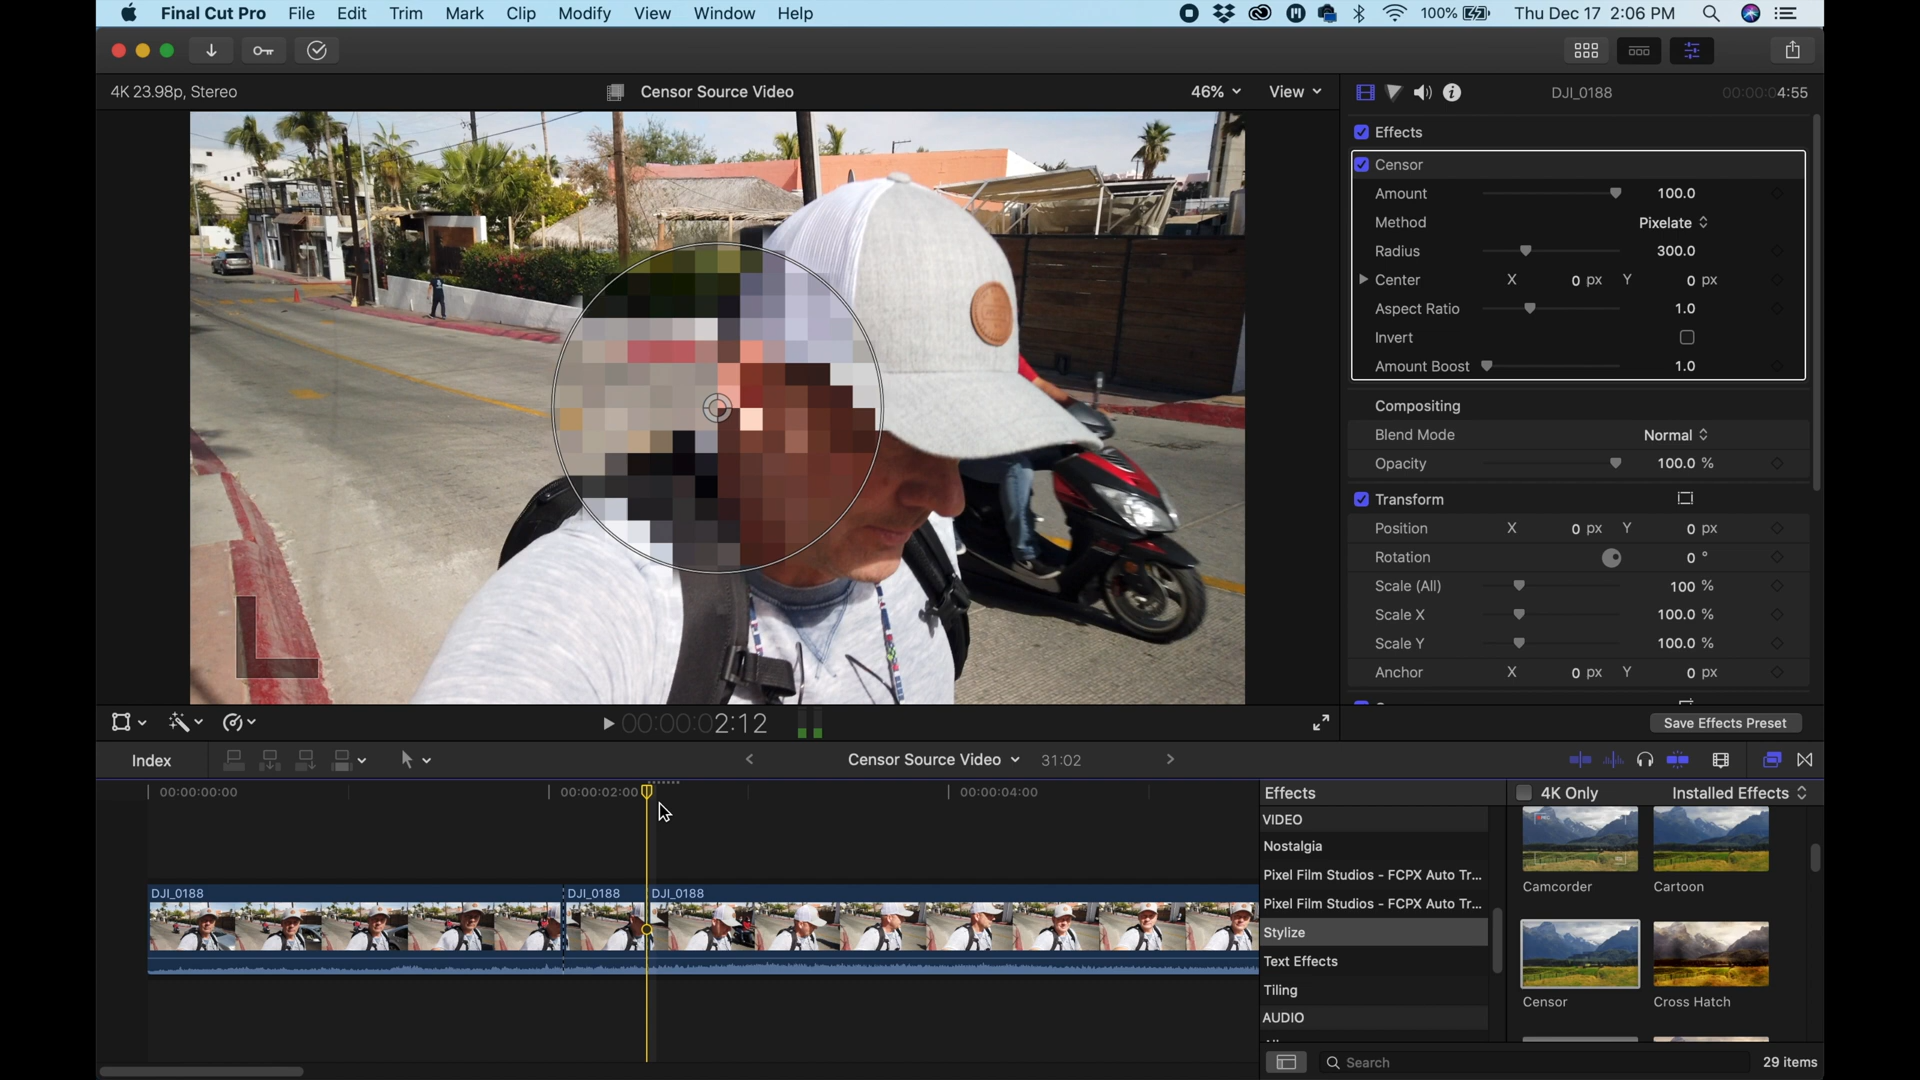 Final Cut Pro File Edit Trim Mark Clip Modify View Window Help 100% Thu Dec 17 2:06 PM
4K 23.98p, Stereo Censor Source Video 46% View DJI_0188 00:00:04:55
Effects
Censor
Amount 100.0
Method Pixelate
Radius 300.0
Center X 0 px Y 0 px
Aspect Ratio 1.0
Invert
Amount Boost 1.0
Compositing
Blend Mode Normal
Opacity 100.0 %
Transform
Position X 0 px Y 0 px
Rotation 0 °
Scale (All) 100 %
Scale X 100.0 %
Scale Y 100.0 %
Anchor X 0 px Y 0 px
00:00:02:12 Save Effects Preset
Index Censor Source Video 31:02
00:00:00:00 00:00:02:00 00:00:04:00
DJI_0188 DJI_0188 DJI_0188
Effects
VIDEO
Nostalgia
Pixel Film Studios - FCPX Auto Tr...
Pixel Film Studios - FCPX Auto Tr...
Stylize
Text Effects
Tiling
AUDIO
4K Only Installed Effects
Camcorder Cartoon
Censor Cross Hatch
Search 29 items